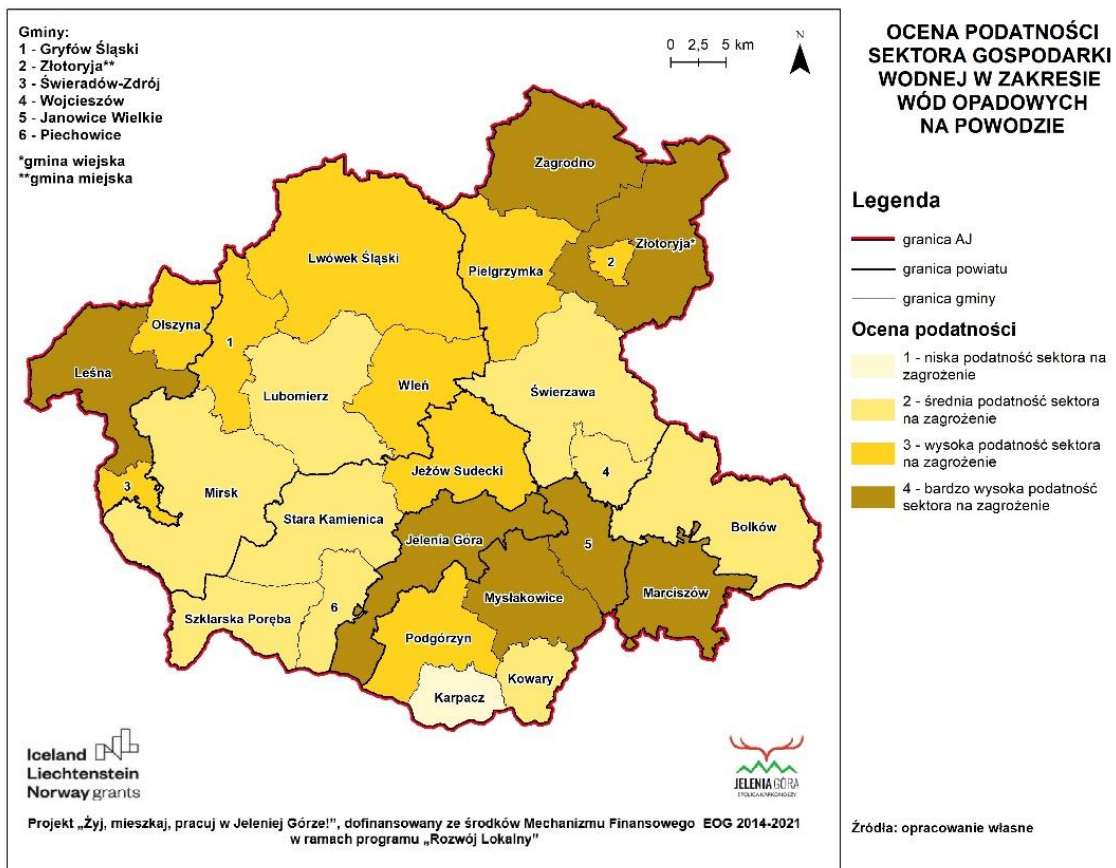 Gminy:
1 - Gryfów Śląski
2 - Złotoryja**
3 - Świeradów-Zdrój
4 - Wojcieszów
5 - Janowice Wielkie
6 - Piechowice
*gmina wiejska
**gmina miejska
0 2,5 5 km
N
Zagrodno
Złotoryja*
2
Pielgrzymka
Lwówek Śląski
Olszyna
1
Leśna
Lubomierz
Wleń
Świerzawa
4
Jeżów Sudecki
3
Mirsk
Stara Kamienica
Bolków
Jelenia Góra
5
Mysłakowice
Marciszów
Szklarska Poręba
6
Podgórzyn
Kowary
Karpacz
Iceland
Liechtenstein
Norway grants
JELENIA GÓRA
STOLICA KARKONOSZY
Projekt „Żyj, mieszkaj, pracuj w Jeleniej Górze!”, dofinansowany ze środków Mechanizmu Finansowego EOG 2014-2021
w ramach programu „Rozwój Lokalny”
OCENA PODATNOŚCI
SEKTORA GOSPODARKI
WODNEJ W ZAKRESIE
WÓD OPADOWYCH
NA POWODZIE
Legenda
granica AJ
granica powiatu
granica gminy
Ocena podatności
1 - niska podatność sektora na
zagrożenie
2 - średnia podatność sektora
na zagrożenie
3 - wysoka podatność sektora
na zagrożenie
4 - bardzo wysoka podatność
sektora na zagrożenie
Źródła: opracowanie własne